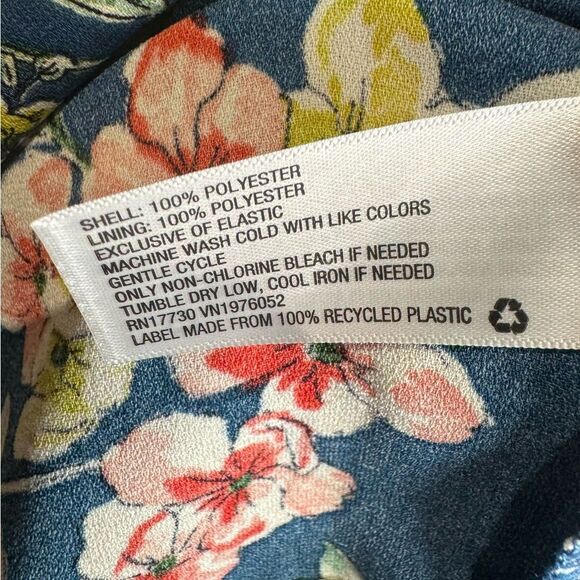 SHELL: 100% POLYESTER
LINING: 100% POLYESTER
EXCLUSIVE OF ELASTIC
MACHINE WASH COLD WITH LIKE COLORS
GENTLE CYCLE
ONLY NON-CHLORINE BLEACH IF NEEDED
TUMBLE DRY LOW, COOL IRON IF NEEDED
RN17730 VN1976052
LABEL MADE FROM 100% RECYCLED PLASTIC